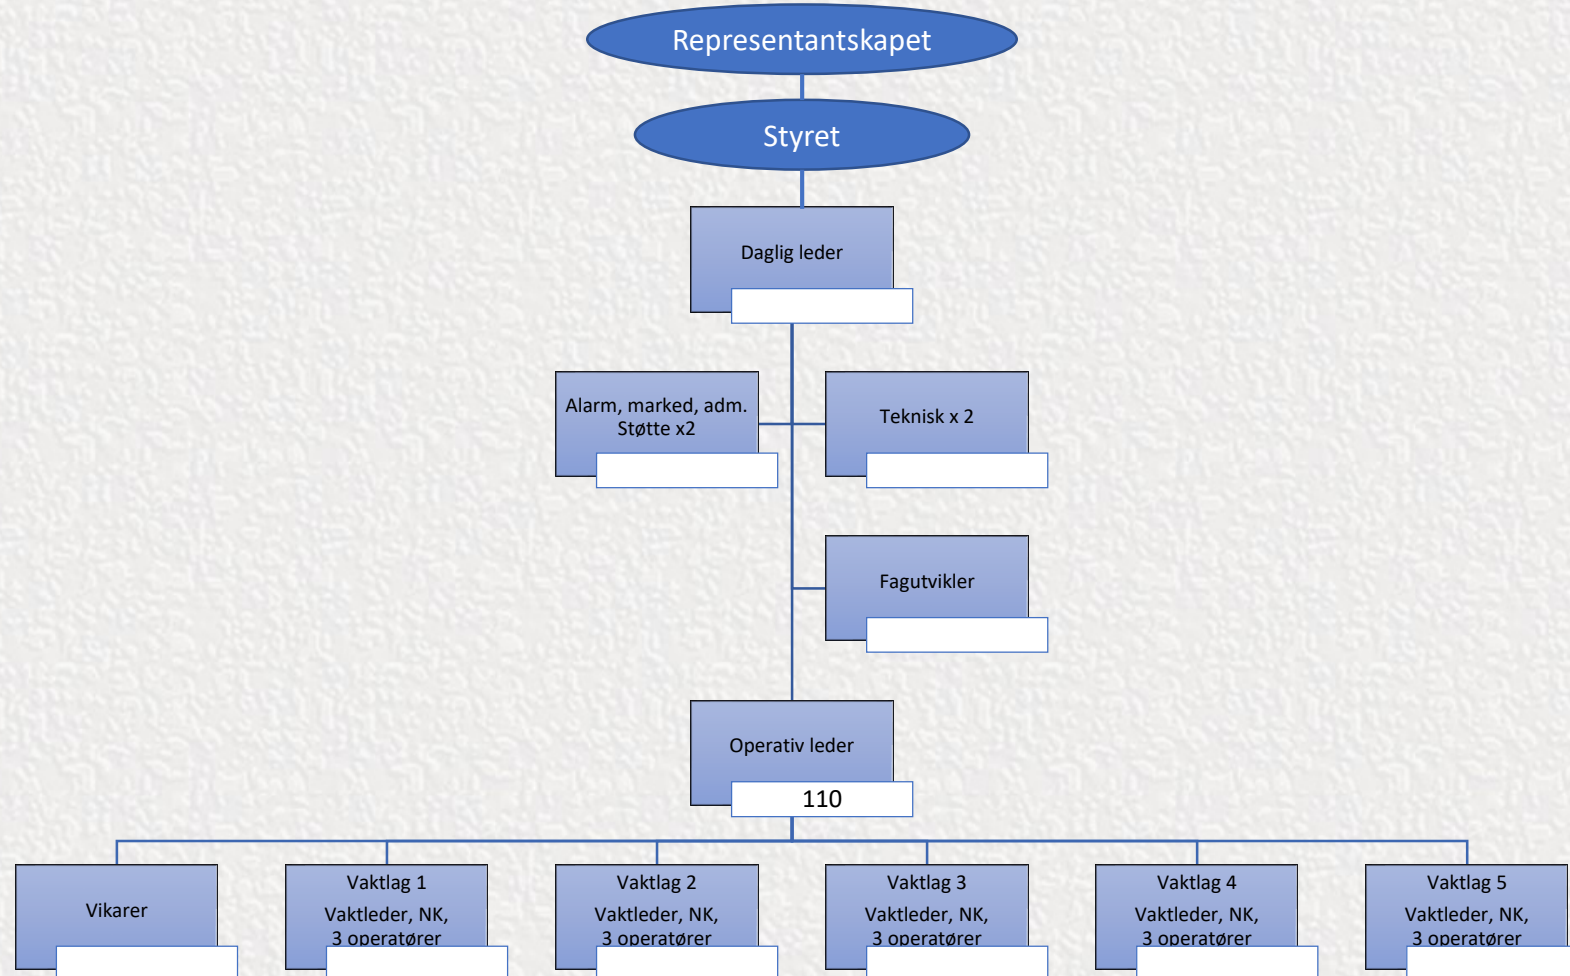 Representantskapet
Styret
Daglig leder
Alarm, marked, adm.
Støtte x2
Teknisk x 2
Fagutvikler
Operativ leder
110
Vikarer
Vaktlag 1
Vaktleder, NK,
3 operatører
Vaktlag 2
Vaktleder, NK,
3 operatører
Vaktlag 3
Vaktleder, NK,
3 operatører
Vaktlag 4
Vaktleder, NK,
3 operatører
Vaktlag 5
Vaktleder, NK,
3 operatører